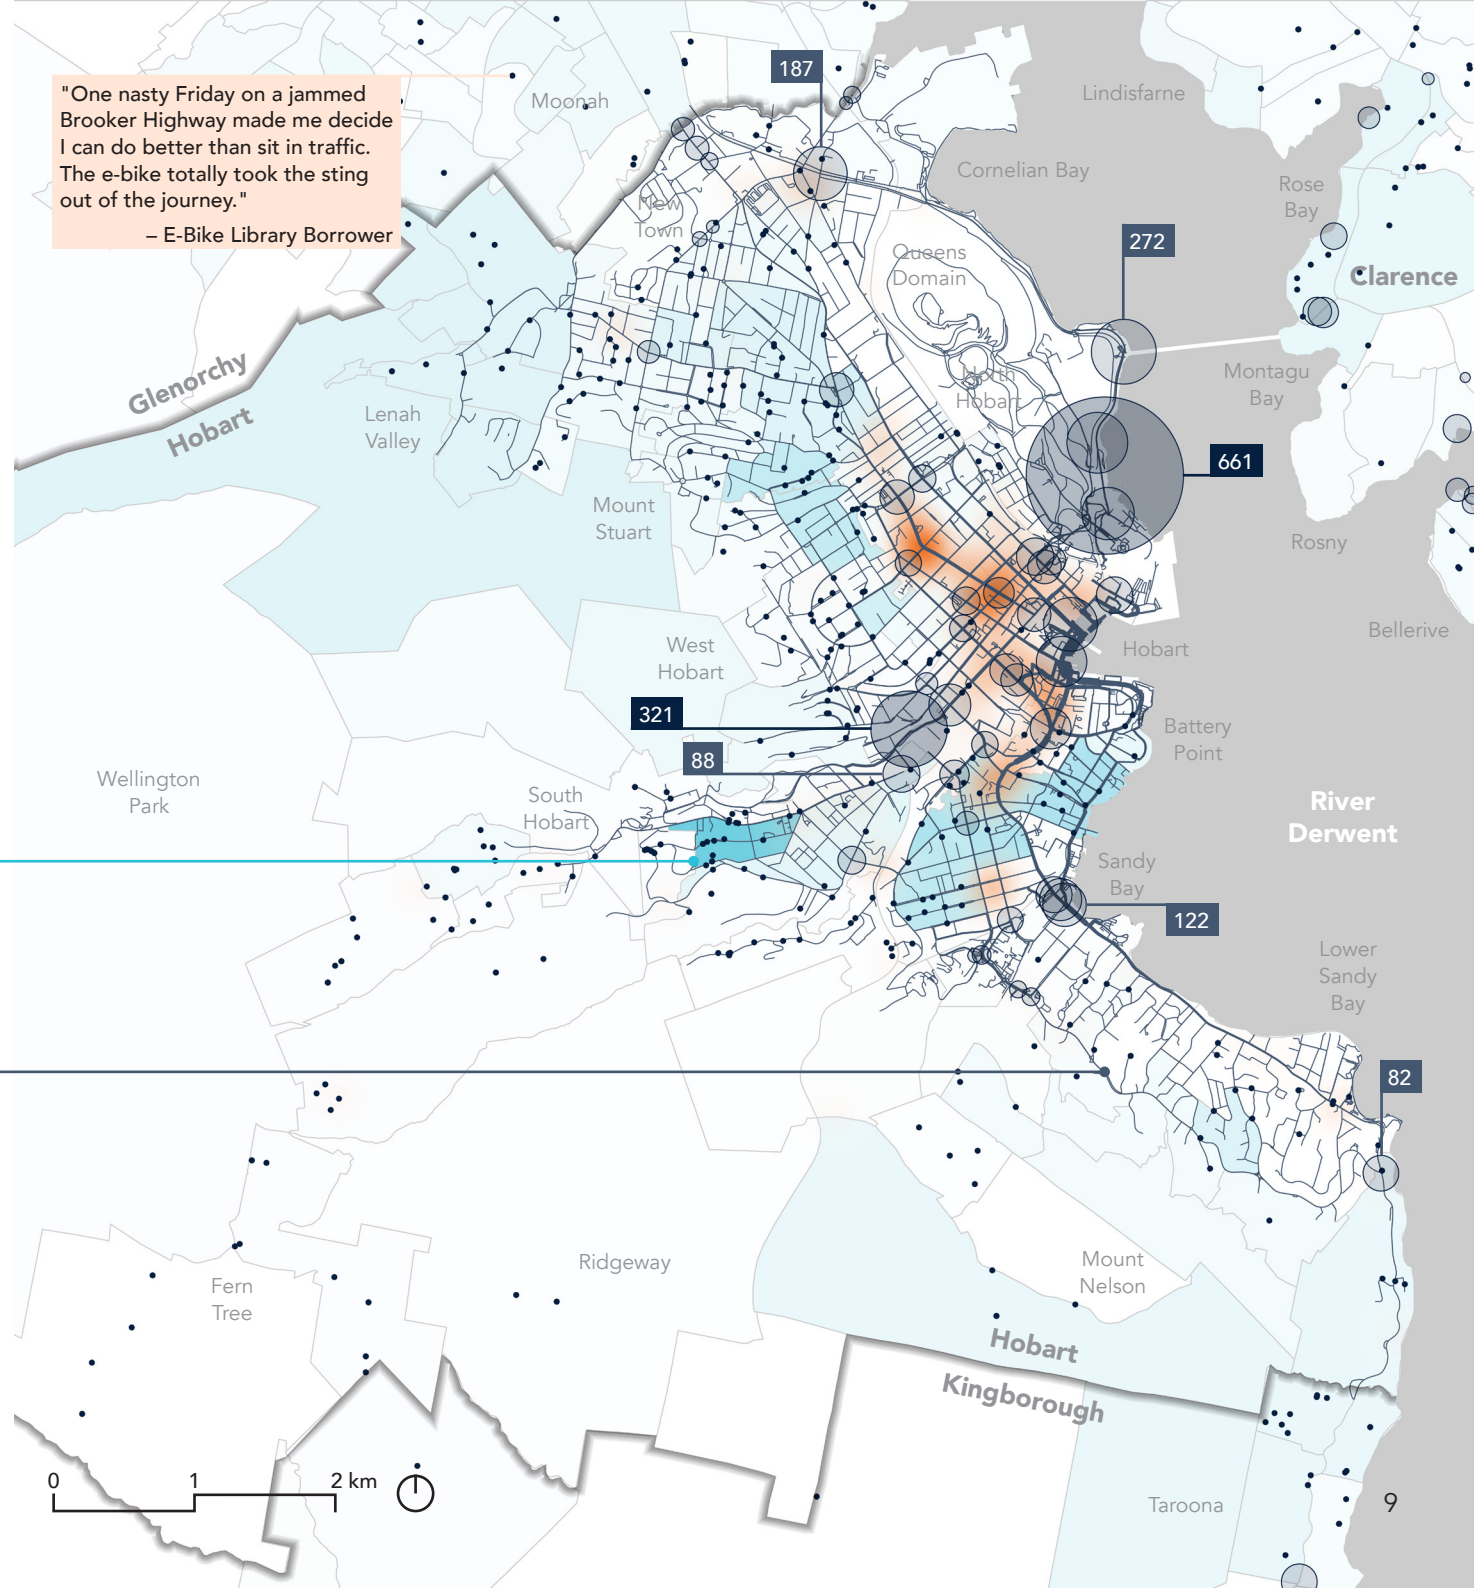 187
Moonah
Lindisfarne
"One nasty Friday on a jammed
Brooker Highway made me decide
I can do better than sit in traffic.
The e-bike totally took the sting
out of the journey."
– E-Bike Library Borrower
Cornelian Bay
Rose
Bay
New
Town
272
Queens
Domain
Clarence
Glenorchy
Hobart
Lenah
Valley
North
Hobart
Montagu
Bay
661
Mount
Stuart
Rosny
Bellerive
West
Hobart
Hobart
321
88
Battery
Point
Wellington
Park
South
Hobart
River
Derwent
Sandy
Bay
122
Lower
Sandy
Bay
82
Fern
Tree
Ridgeway
Mount
Nelson
Hobart
Kingborough
0 1 2 km
Taroona
9